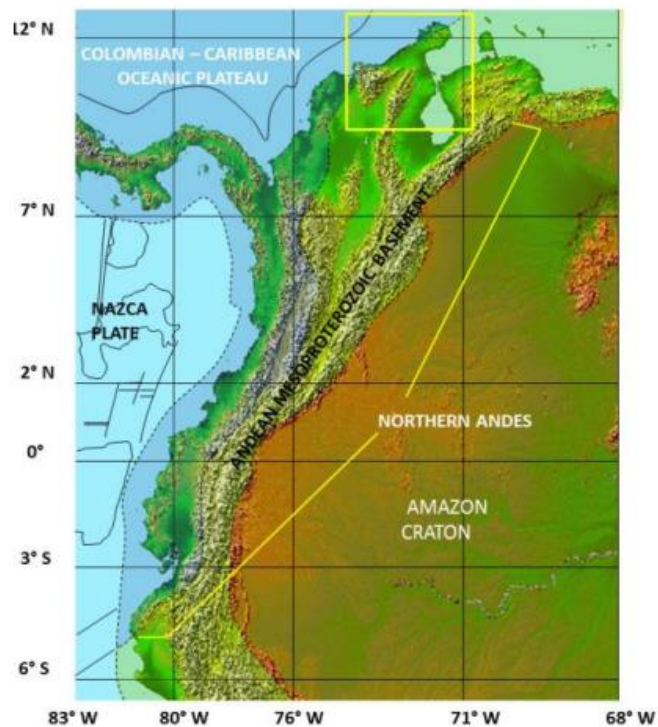 12° N
COLOMBIAN – CARIBBEAN
OCEANIC PLATEAU
7° N
ANDEAN MESOPROTEROZOIC BASEMENT
NAZCA
PLATE
2° N
NORTHERN ANDES
0°
AMAZON
CRATON
3° S
6° S
83° W 80° W 76° W 71° W 68° W